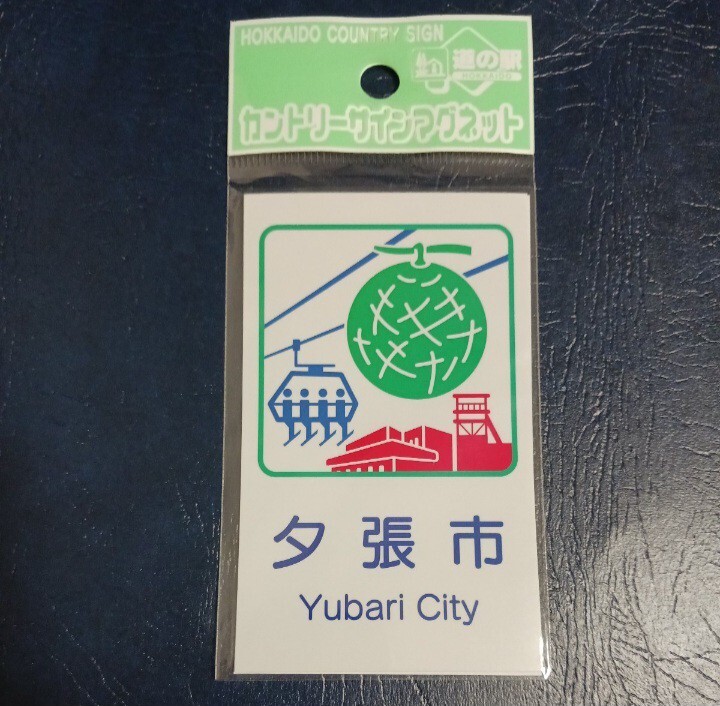 HOKKAIDO COUNTRY SIGN
道の駅
HOKKAIDO
カントリーサインマグネット
夕張市
Yubari City